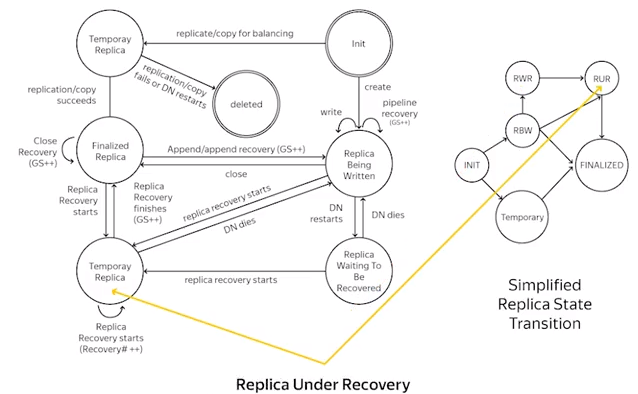 Temporay
Replica
replicate/copy for balancing
Init
replication/copy
fails or DN restarts
deleted
replication/copy
succeeds
create
write
pipeline
recovery
(GS++)
Close
Recovery
(GS++)
Finalized
Replica
Append/append recovery (GS++)
close
Replica
Being
Written
Replica
Recovery
starts
Replica
Recovery
finishes
(GS++)
replica recovery starts
DN dies
DN
restarts
DN dies
Temporay
Replica
replica recovery starts
Replica
Waiting To
Be
Recovered
Replica
Recovery starts
(Recovery# ++)
RWR
RUR
RBW
INIT
FINALIZED
Temporary
Simplified
Replica State
Transition
Replica Under Recovery